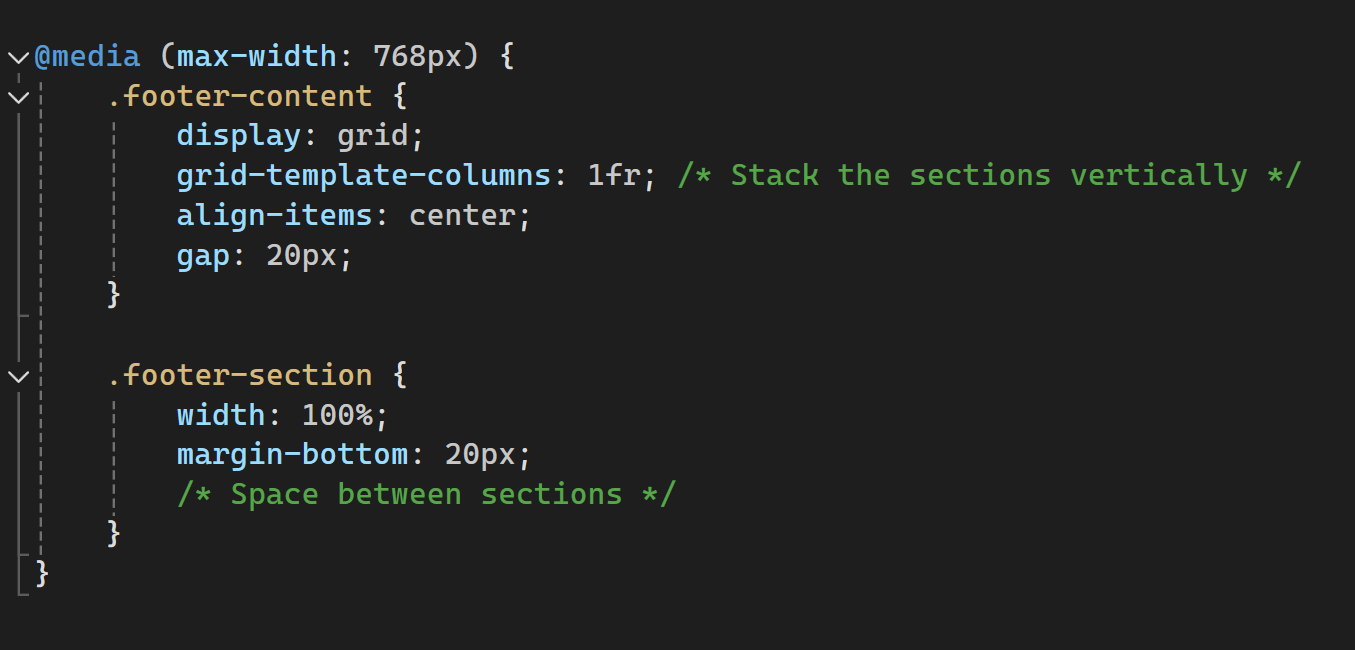 @media (max-width: 768px) {
    .footer-content {
        display: grid;
        grid-template-columns: 1fr; /* Stack the sections vertically */
        align-items: center;
        gap: 20px;
    }

    .footer-section {
        width: 100%;
        margin-bottom: 20px;
        /* Space between sections */
    }
}